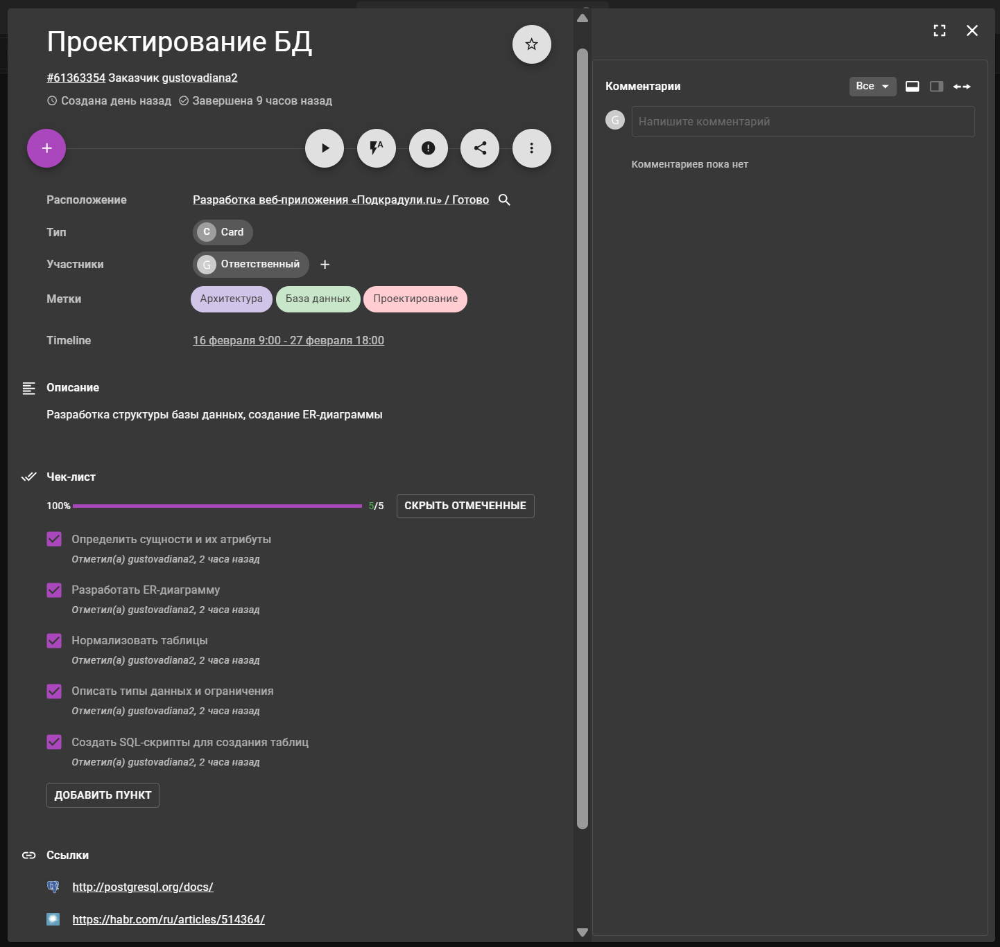 Проектирование БД
#61363354 Заказчик gustovadiana2
Создана день назад Завершена 9 часов назад
Расположение Разработка веб-приложения «Подкрадули.ru» / Готово
Тип C Card
Участники G Ответственный
Метки Архитектура База данных Проектирование
Timeline 16 февраля 9:00 - 27 февраля 18:00
Описание
Разработка структуры базы данных, создание ER-диаграммы
Чек-лист
100% 5/5 СКРЫТЬ ОТМЕЧЕННЫЕ
Определить сущности и их атрибуты
Отметил(а) gustovadiana2, 2 часа назад
Разработать ER-диаграмму
Отметил(а) gustovadiana2, 2 часа назад
Нормализовать таблицы
Отметил(а) gustovadiana2, 2 часа назад
Описать типы данных и ограничения
Отметил(а) gustovadiana2, 2 часа назад
Создать SQL-скрипты для создания таблиц
Отметил(а) gustovadiana2, 2 часа назад
ДОБАВИТЬ ПУНКТ
Ссылки
http://postgresql.org/docs/
https://habr.com/ru/articles/514364/
Комментарии Все
G Напишите комментарий
Комментариев пока нет